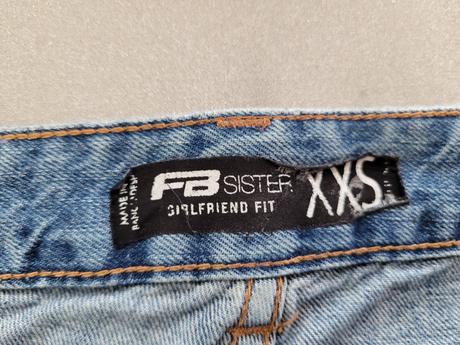 MADE IN
BANGLADESH
FB SISTER
GIRLFRIEND FIT
XXS